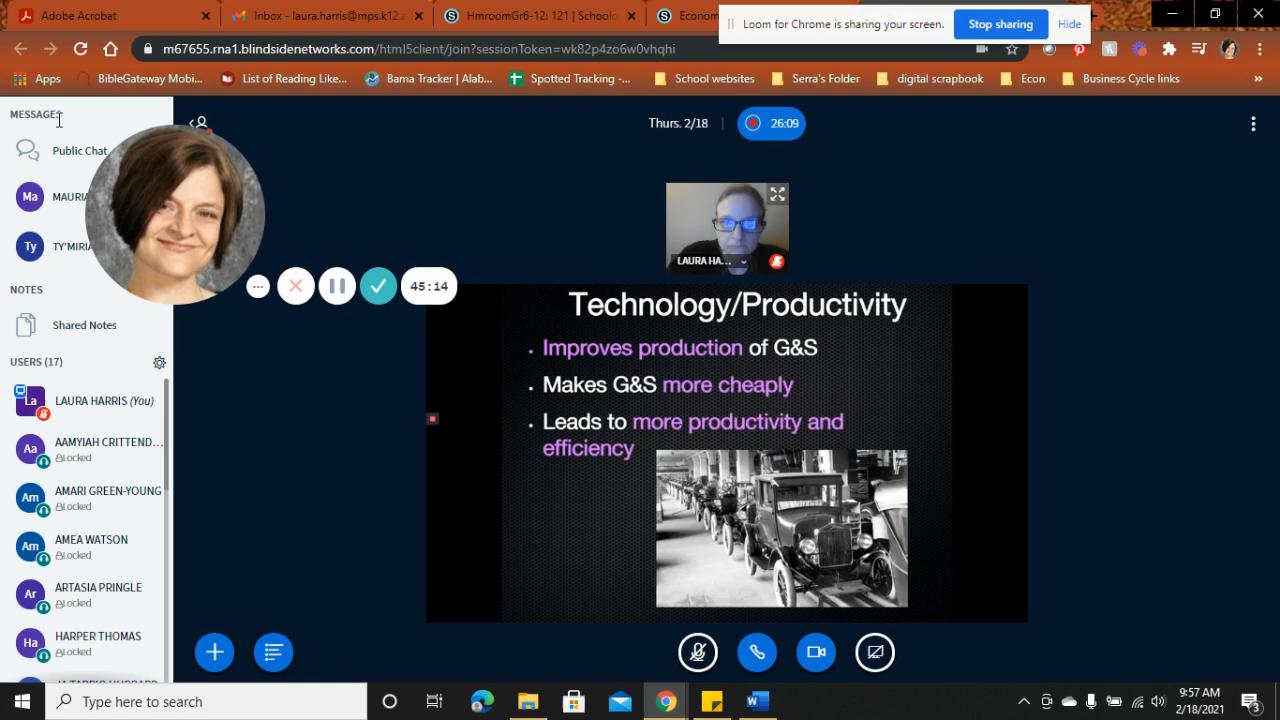 Adobe Acrobat
Inbox - laura.harris@mps.k12.a
HmroomGr6-12: 121 | Schoolo
Econom
Loom for Chrome is sharing your screen.
Stop sharing
Hide
m67655.rna1.blindsidenetworks.com/html5client/join?sessionToken=wk82p4zo6w0vhqhi
Apps
BibleGateway Mobi...
List of Reading Like...
Bama Tracker | Alab...
Spotted Tracking -...
School websites
Serra's Folder
digital scrapbook
Econ
Business Cycle links
»
MESSAGES
Thurs. 2/18
26:09
Public Chat
Ma
MAURIA
Ty
TY'MIRI
LAURA HA...
45:14
NOTES
Shared Notes
USERS (17)
La
LAURA HARRIS (You)
Aa
AAMYIAH CRITTEND...
Locked
Am
AMARI GREEN-YOUNG
Locked
Am
AMEA WATSON
Locked
Ar
ARTASIA PRINGLE
Locked
Ha
HARPER THOMAS
Locked
Technology/Productivity
• Improves production of G&S
• Makes G&S more cheaply
• Leads to more productivity and
efficiency
Type here to search
9:57 AM
2/18/2021
3